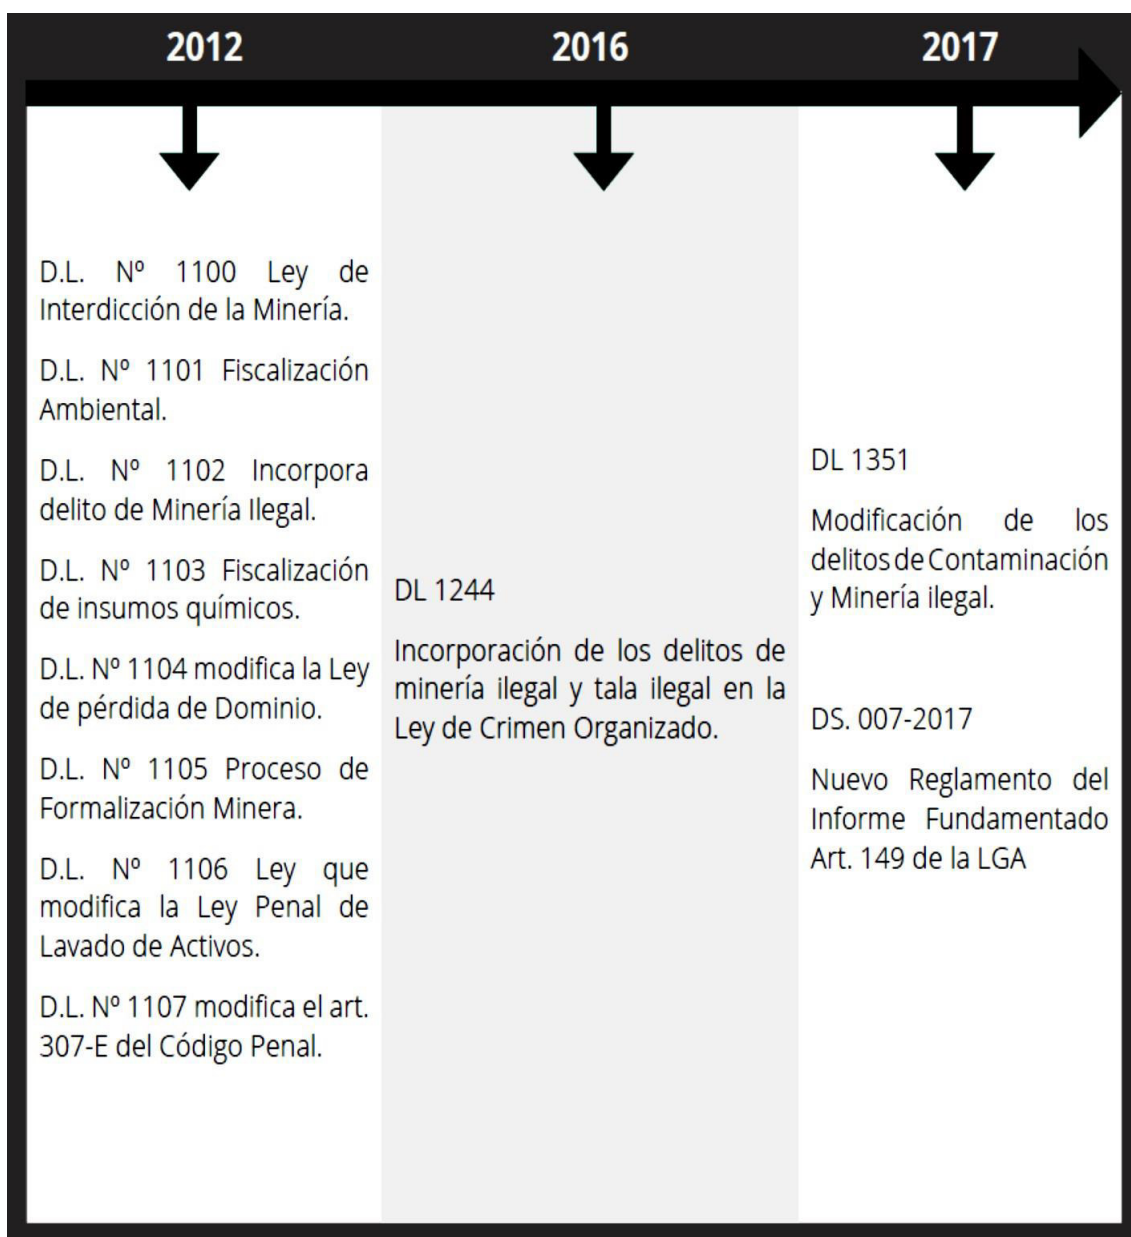 2012
2016
2017
D.L. Nº 1100 Ley de
Interdicción de la Minería.
D.L. Nº 1101 Fiscalización
Ambiental.
D.L. Nº 1102 Incorpora
delito de Minería Ilegal.
D.L. Nº 1103 Fiscalización
de insumos químicos.
D.L. Nº 1104 modifica la Ley
de pérdida de Dominio.
D.L. Nº 1105 Proceso de
Formalización Minera.
D.L. Nº 1106 Ley que
modifica la Ley Penal de
Lavado de Activos.
D.L. Nº 1107 modifica el art.
307-E del Código Penal.
DL 1244
Incorporación de los delitos de
minería ilegal y tala ilegal en la
Ley de Crimen Organizado.
DL 1351
Modificación de los
delitos de Contaminación
y Minería ilegal.
DS. 007-2017
Nuevo Reglamento del
Informe Fundamentado
Art. 149 de la LGA